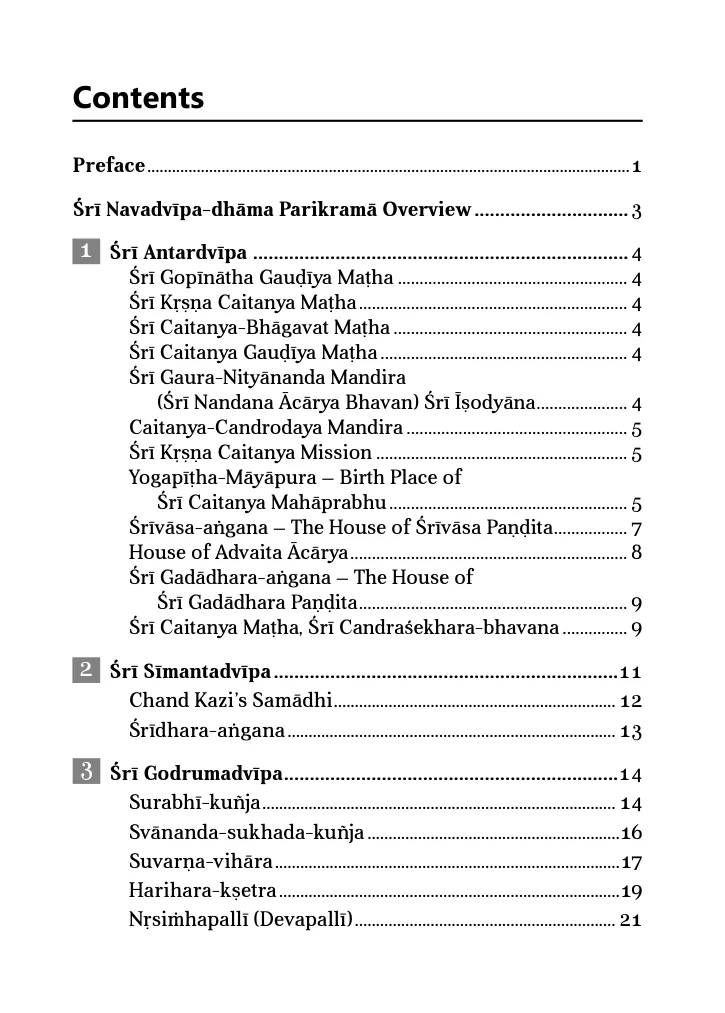 Contents
Preface 1
Śrī Navadvīpa-dhāma Parikramā Overview 3
1 Śrī Antardvīpa 4
Śrī Gopīnātha Gauḍīya Maṭha 4
Śrī Kṛṣṇa Caitanya Maṭha 4
Śrī Caitanya-Bhāgavat Maṭha 4
Śrī Caitanya Gauḍīya Maṭha 4
Śrī Gaura-Nityānanda Mandira
(Śrī Nandana Ācārya Bhavan) Śrī Īṣodyāna 4
Caitanya-Candrodaya Mandira 5
Śrī Kṛṣṇa Caitanya Mission 5
Yogapīṭha-Māyāpura – Birth Place of
Śrī Caitanya Mahāprabhu 5
Śrīvāsa-aṅgana – The House of Śrīvāsa Paṇḍita 7
House of Advaita Ācārya 8
Śrī Gadādhara-aṅgana – The House of
Śrī Gadādhara Paṇḍita 9
Śrī Caitanya Maṭha, Śrī Candraśekhara-bhavana 9
2 Śrī Sīmantadvīpa 11
Chand Kazi’s Samādhi 12
Śrīdhara-aṅgana 13
3 Śrī Godrumadvīpa 14
Surabhī-kuñja 14
Svānanda-sukhada-kuñja 16
Suvarṇa-vihāra 17
Harihara-kṣetra 19
Nṛsiṁhapallī (Devapallī) 21